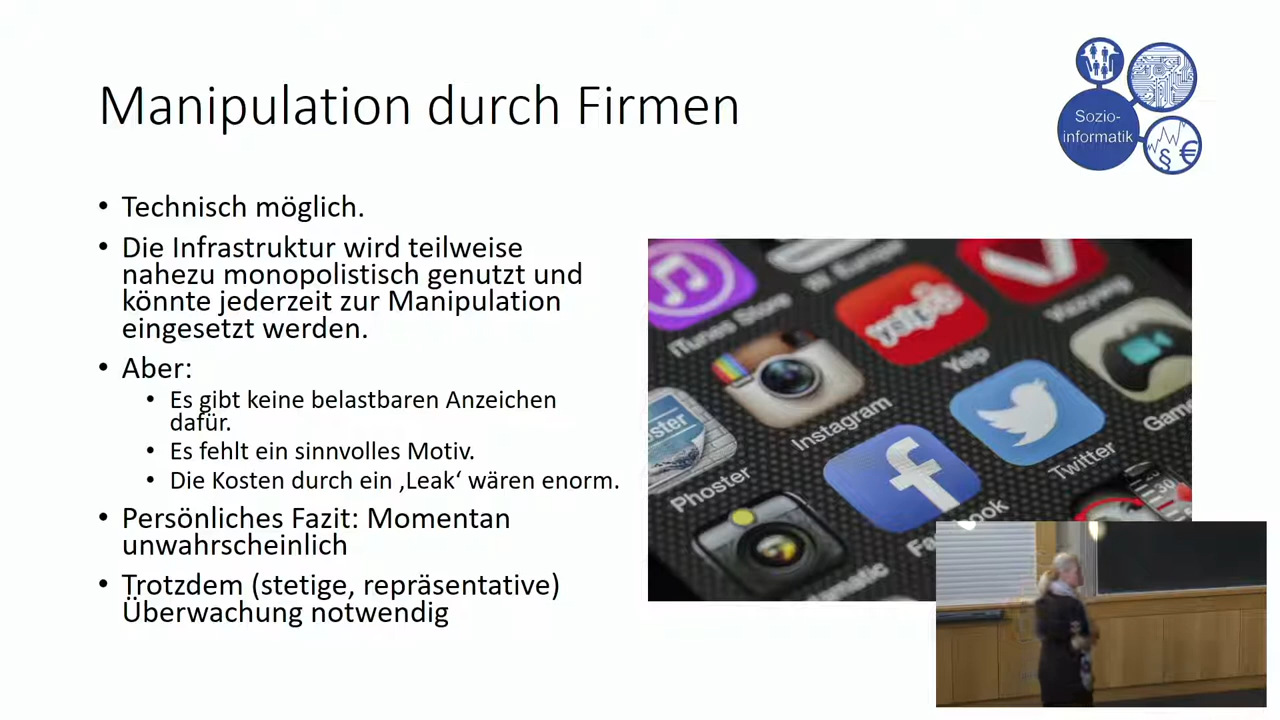 Manipulation durch Firmen
Sozio-
informatik
§ €
• Technisch möglich.
• Die Infrastruktur wird teilweise
nahezu monopolistisch genutzt und
könnte jederzeit zur Manipulation
eingesetzt werden.
• Aber:
• Es gibt keine belastbaren Anzeichen
dafür.
• Es fehlt ein sinnvolles Motiv.
• Die Kosten durch ein ‚Leak‘ wären enorm.
• Persönliches Fazit: Momentan
unwahrscheinlich
• Trotzdem (stetige, repräsentative)
Überwachung notwendig
iTunes Store
yelp
Yelp
Instagram
Phoster
Twitter
30